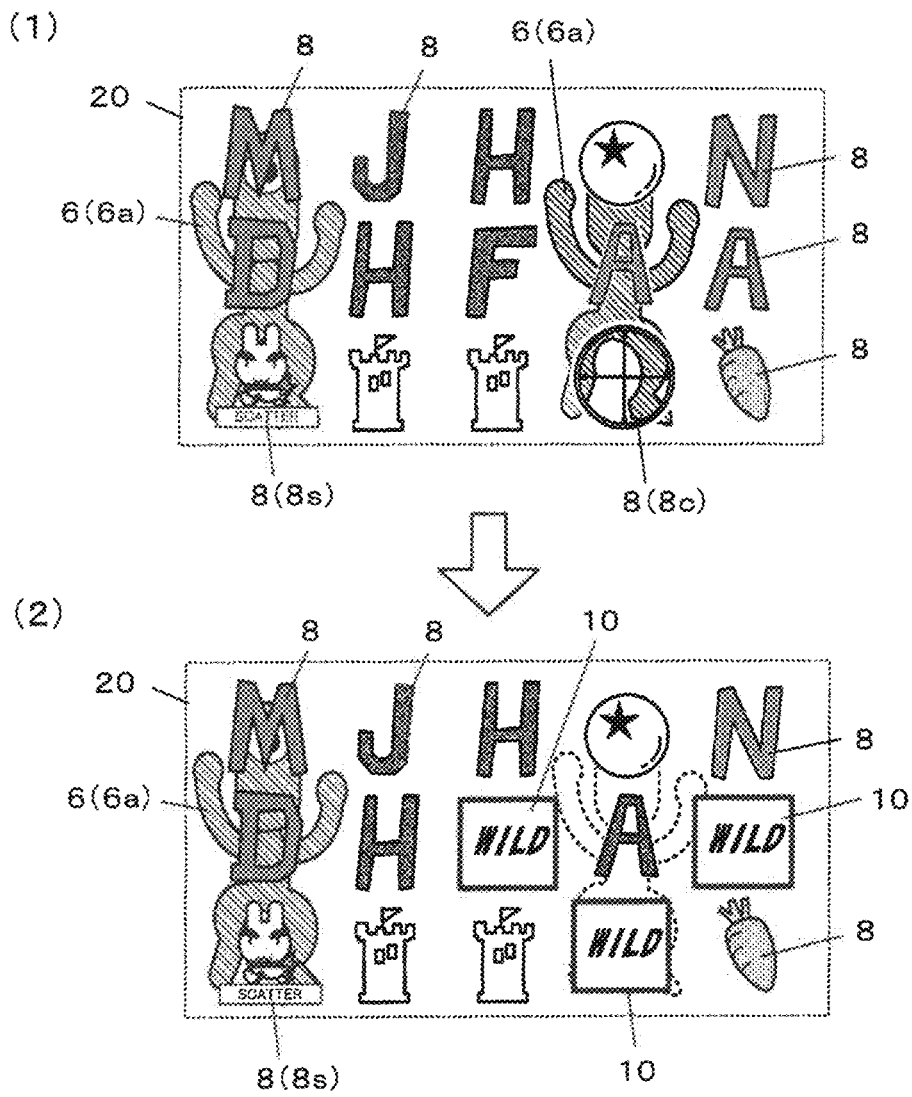 (1)
8 8 6(6a)
20
M J H N 8
6(6a)
D H F A A 8
8
SCATTER
8(8s) 8(8c)
(2)
8 8 10
20
M J H N 8
6(6a) 10
D H WILD A WILD
WILD 8
SCATTER
8(8s) 10